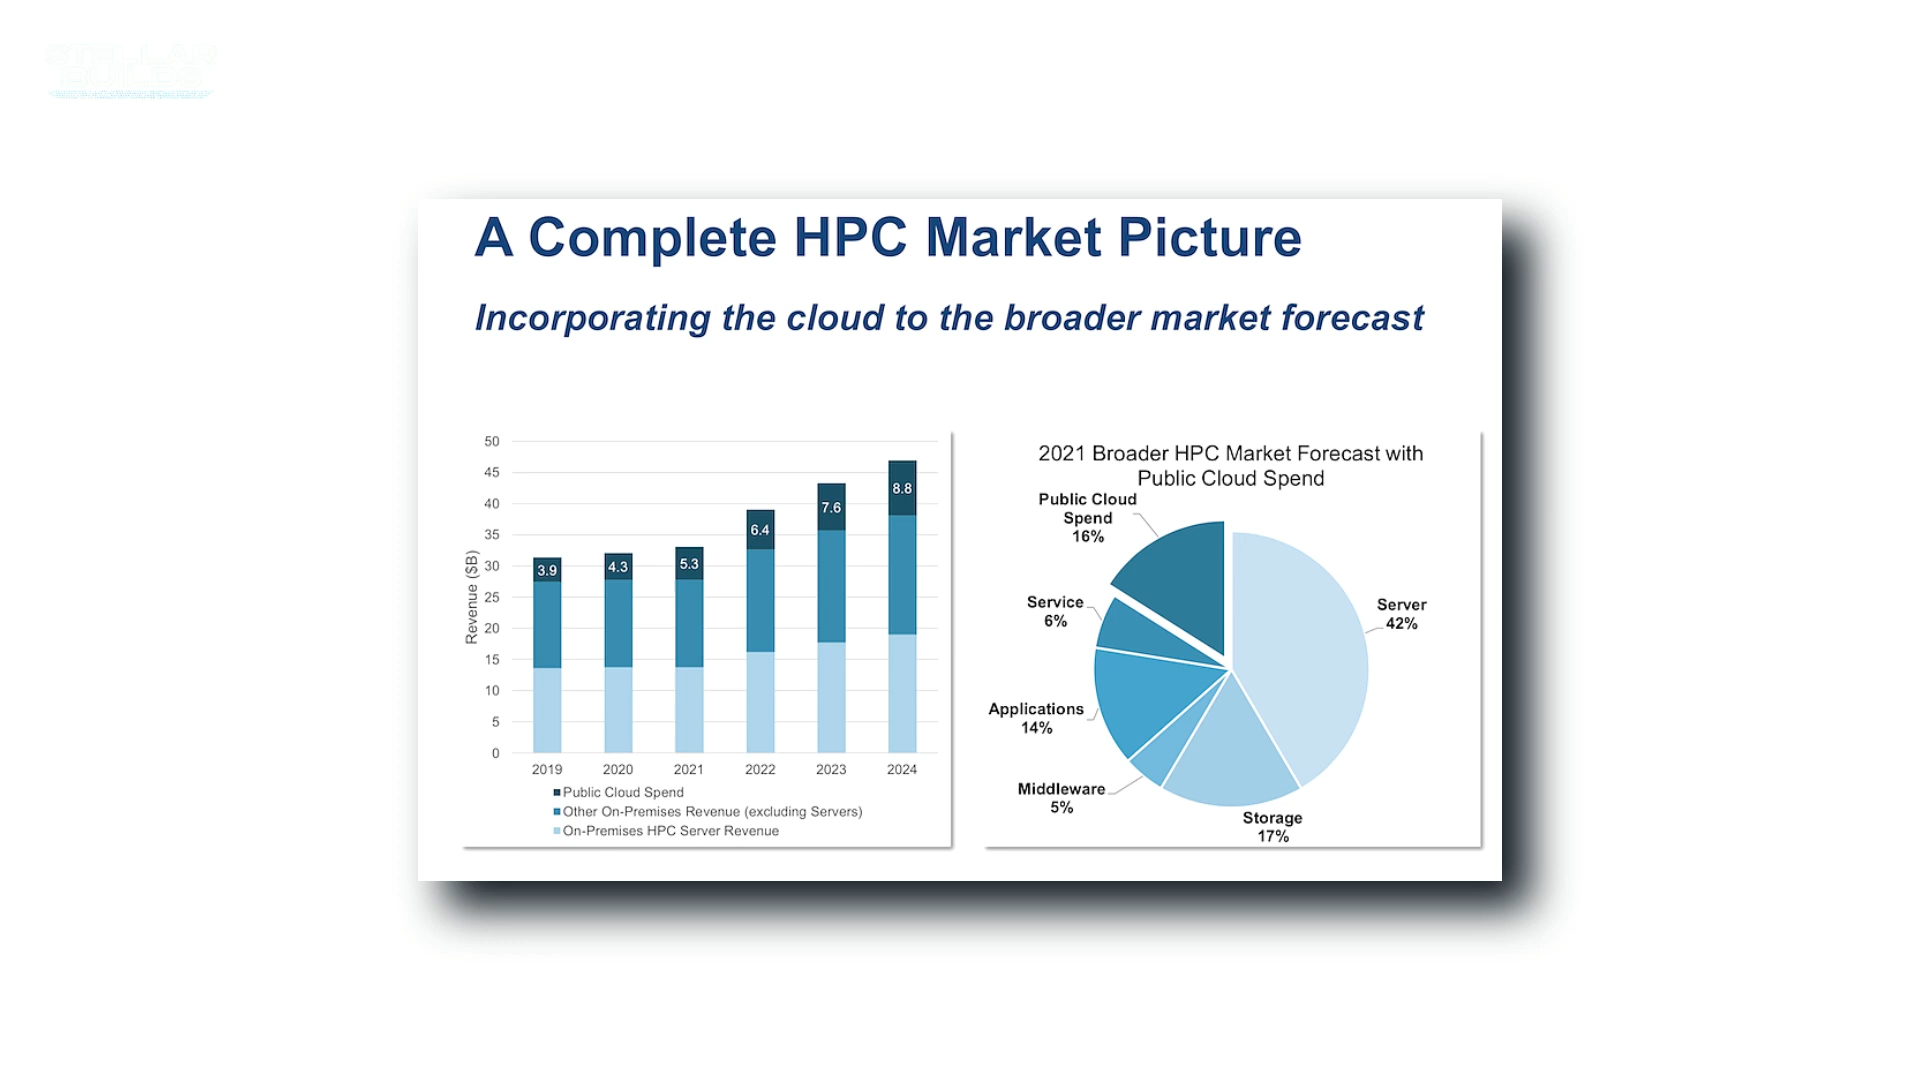 STELLAR
BUILDS
A Complete HPC Market Picture
Incorporating the cloud to the broader market forecast
50
45
40
35
30
25
20
15
10
5
0
Revenue ($B)
3.9
4.3
5.3
6.4
7.6
8.8
2019 2020 2021 2022 2023 2024
Public Cloud Spend
Other On-Premises Revenue (excluding Servers)
On-Premises HPC Server Revenue
2021 Broader HPC Market Forecast with
Public Cloud Spend
Public Cloud
Spend
16%
Service
6%
Server
42%
Applications
14%
Middleware
5%
Storage
17%